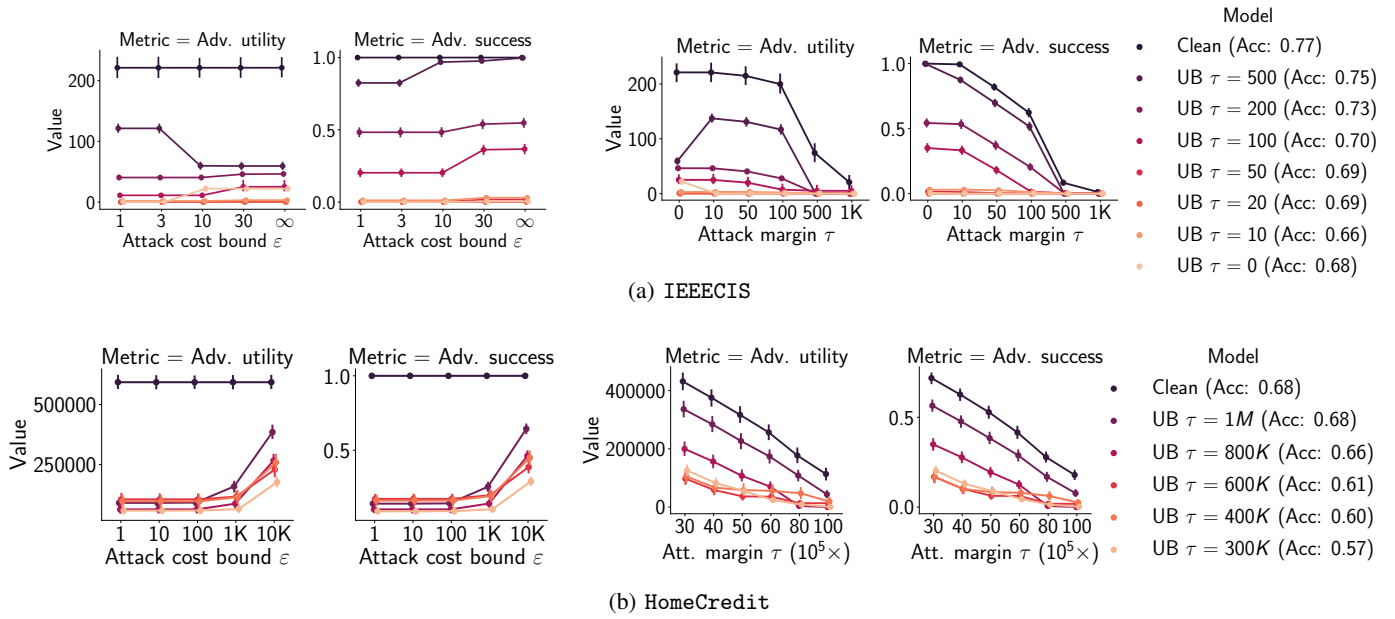 Metric = Adv. utility
Metric = Adv. success
Metric = Adv. utility
Metric = Adv. success
Model
Value
200
100
0
1.0
0.5
0.0
Value
200
150
100
50
0
1.0
0.5
0.0
Clean (Acc: 0.77)
UB τ = 500 (Acc: 0.75)
UB τ = 200 (Acc: 0.73)
UB τ = 100 (Acc: 0.70)
UB τ = 50 (Acc: 0.69)
UB τ = 20 (Acc: 0.69)
UB τ = 10 (Acc: 0.66)
UB τ = 0 (Acc: 0.68)
1 3 10 30 ∞
1 3 10 30 ∞
0 10 50 100 500 1K
0 10 50 100 500 1K
Attack cost bound ε
Attack cost bound ε
Attack margin τ
Attack margin τ
(a) IEEECIS
Metric = Adv. utility
Metric = Adv. success
Metric = Adv. utility
Metric = Adv. success
Model
Value
500000
250000
1.0
0.5
Value
400000
200000
0
0.5
0.0
Clean (Acc: 0.68)
UB τ = 1M (Acc: 0.68)
UB τ = 800K (Acc: 0.66)
UB τ = 600K (Acc: 0.61)
UB τ = 400K (Acc: 0.60)
UB τ = 300K (Acc: 0.57)
1 10 100 1K 10K
1 10 100 1K 10K
30 40 50 60 80 100
30 40 50 60 80 100
Attack cost bound ε
Attack cost bound ε
Att. margin τ (10⁵×)
Att. margin τ (10⁵×)
(b) HomeCredit